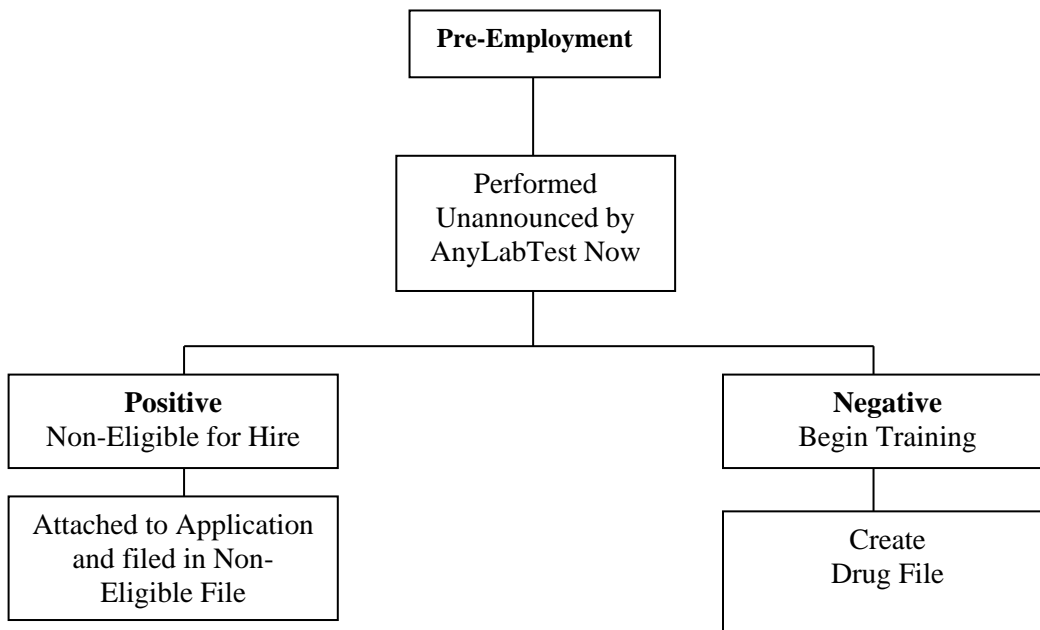 Pre-Employment
Performed
Unannounced by
AnyLabTest Now
Positive
Non-Eligible for Hire
Attached to Application
and filed in Non-
Eligible File
Negative
Begin Training
Create
Drug File